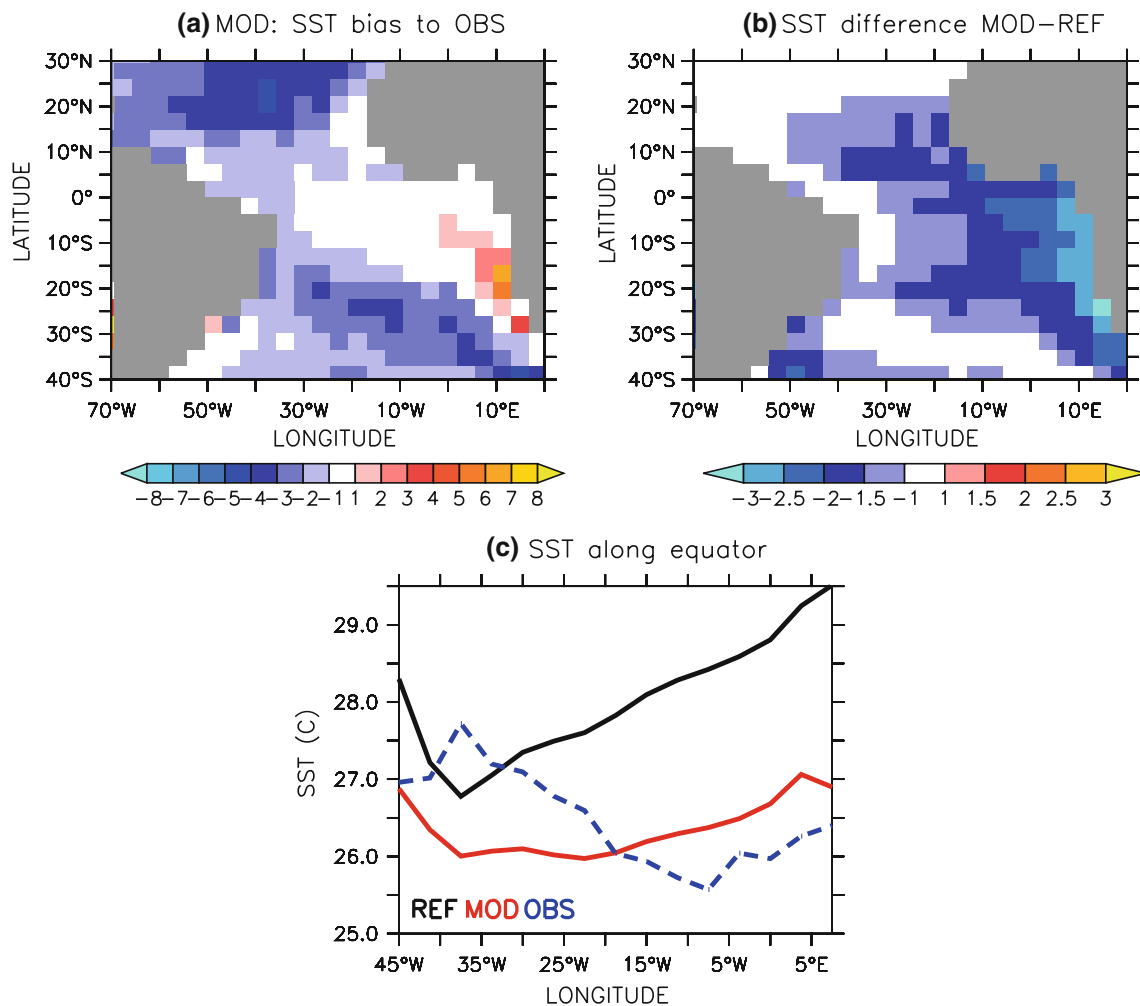 (a) MOD: SST bias to OBS
30°N
20°N
10°N
0°
10°S
20°S
30°S
40°S
LATITUDE
70°W 50°W 30°W 10°W 10°E
LONGITUDE
-8 -7 -6 -5 -4 -3 -2 -1 1 2 3 4 5 6 7 8
(b) SST difference MOD-REF
30°N
20°N
10°N
0°
10°S
20°S
30°S
40°S
LATITUDE
70°W 50°W 30°W 10°W 10°E
LONGITUDE
-3 -2.5 -2 -1.5 -1 1 1.5 2 2.5 3
(c) SST along equator
29.0
28.0
27.0
26.0
25.0
SST (C)
REF MOD OBS
45°W 35°W 25°W 15°W 5°W 5°E
LONGITUDE